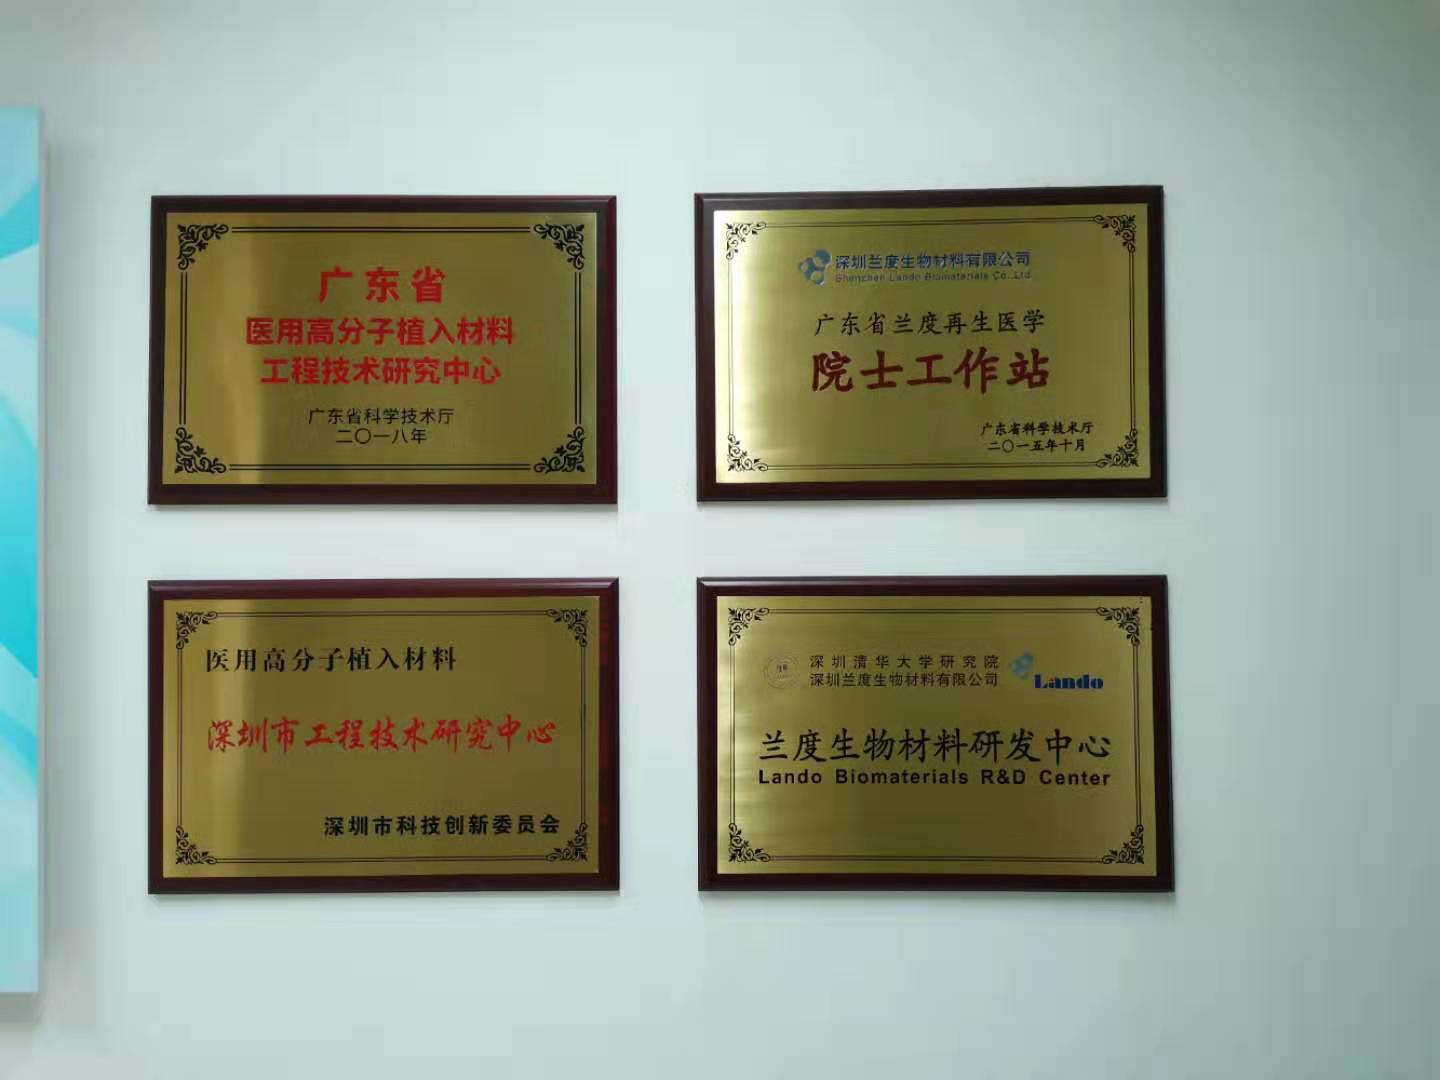 广东省
医用高分子植入材料
工程技术研究中心
广东省科学技术厅
二〇一八年
深圳兰度生物材料有限公司
Shenzhen Lando Biomaterials Co.,Ltd
广东省兰度再生医学
院士工作站
广东省科学技术厅
二〇一五年十月
医用高分子植入材料
深圳市工程技术研究中心
深圳市科技创新委员会
深圳清华大学研究院
深圳兰度生物材料有限公司
Lando
兰度生物材料研发中心
Lando Biomaterials R&D Center